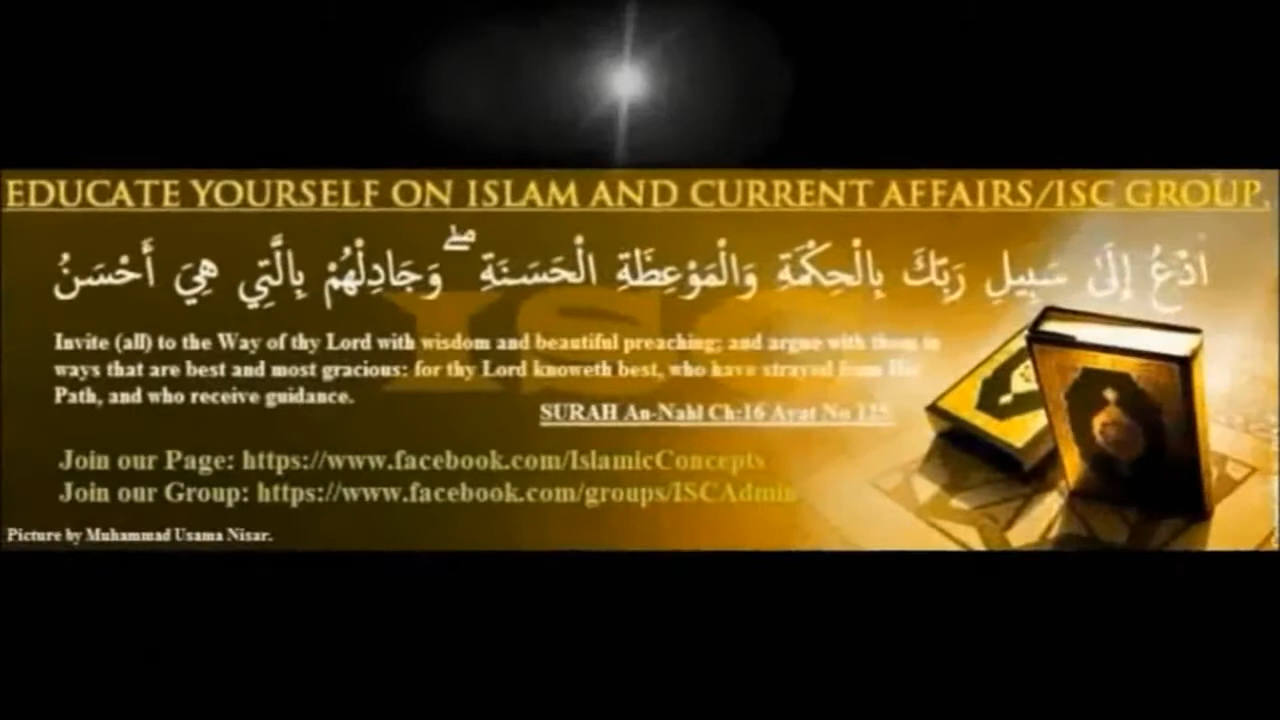 EDUCATE YOURSELF ON ISLAM AND CURRENT AFFAIRS/ISC GROUP.
ادْعُ إِلَىٰ سَبِيلِ رَبِّكَ بِالْحِكْمَةِ وَالْمَوْعِظَةِ الْحَسَنَةِ ۖ وَجَادِلْهُمْ بِالَّتِي هِيَ أَحْسَنُ
ISC
Invite (all) to the Way of thy Lord with wisdom and beautiful preaching; and argue with them in
ways that are best and most gracious: for thy Lord knoweth best, who have strayed from His
Path, and who receive guidance.
SURAH An-Nahl Ch:16 Ayat No 125.
Join our Page: https://www.facebook.com/IslamicConcepts
Join our Group: https://www.facebook.com/groups/ISCAdmin
Picture by Muhammad Usama Nisar.